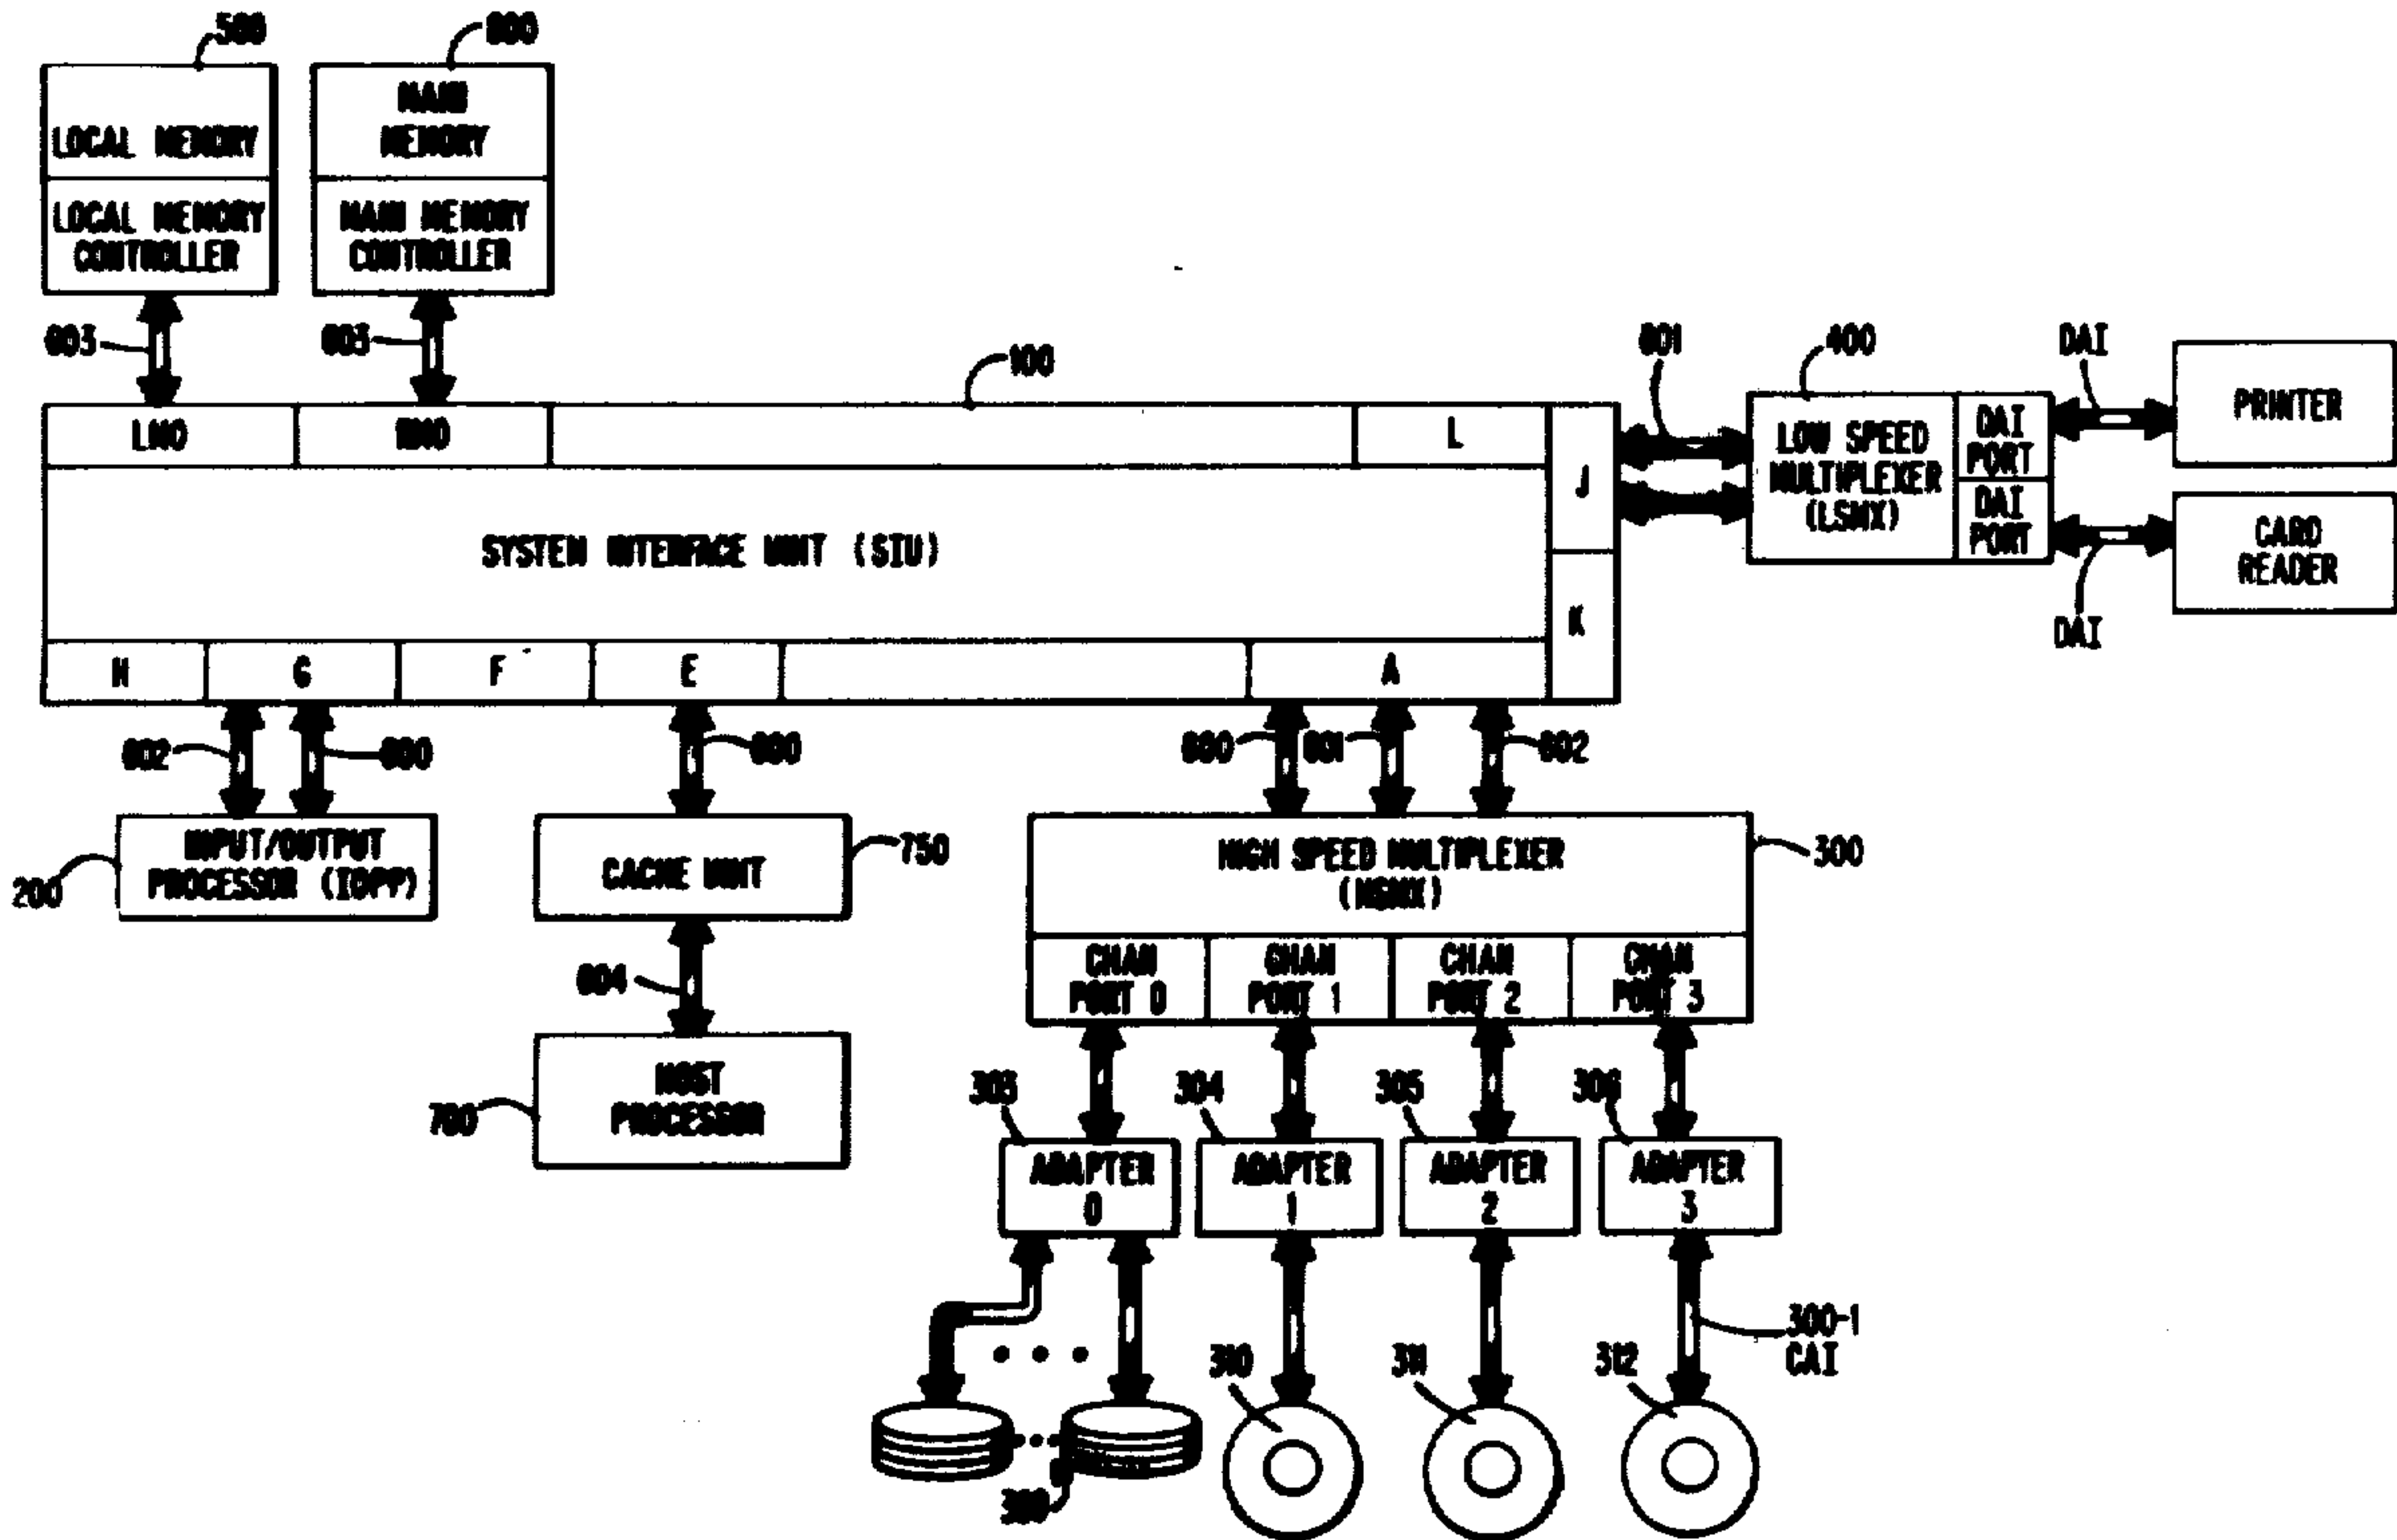 500
800
LOCAL MEMORY
MAIN
MEMORY
LOCAL MEMORY
CONTROLLER
MAIN MEMORY
CONTROLLER
603
603
100
601
400
DAI
PRINTER
LMO
RMO
L
J
LOW SPEED
MULTIPLEXER
(LSMX)
DAI
PORT
DAI
PORT
SYSTEM INTERFACE UNIT (SIU)
K
CARD
READER
DAI
H
G
F
E
A
602
600
600
600
601
602
INPUT/OUTPUT
PROCESSOR (IOPP)
200
CACHE UNIT
750
HIGH SPEED MULTIPLEXER
(HSMX)
300
604
CHAN
PORT 0
CHAN
PORT 1
CHAN
PORT 2
CHAN
PORT 3
HOST
PROCESSOR
700
303
304
305
306
ADAPTER
0
ADAPTER
1
ADAPTER
2
ADAPTER
3
300-1
CAI
310
311
312